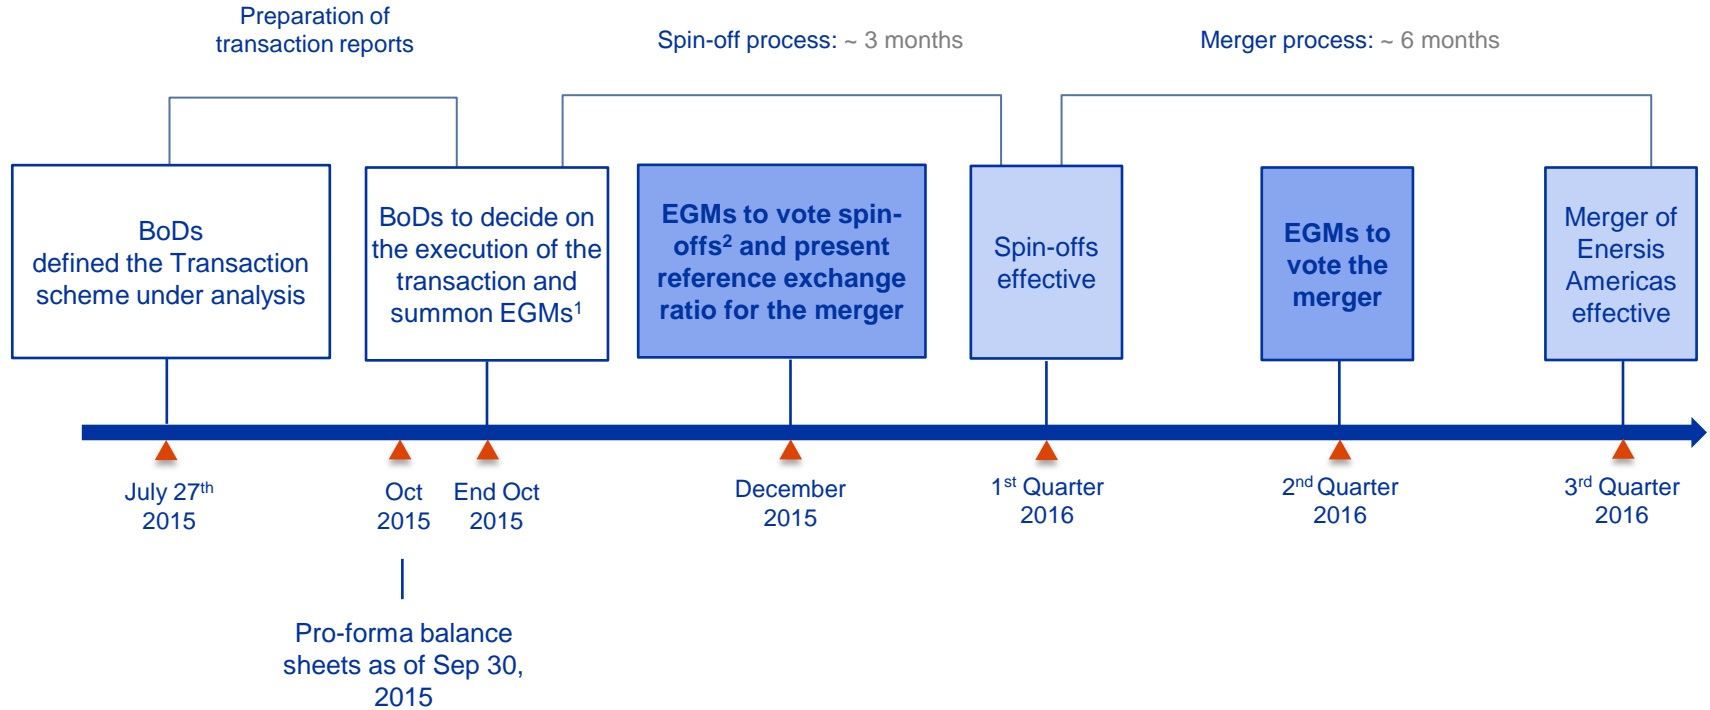 Preparation of
transaction reports
Spin-off process: ~ 3 months
Merger process: ~ 6 months
BoDs
defined the Transaction
scheme under analysis
BoDs to decide on
the execution of the
transaction and
summon EGMs¹
EGMs to vote spin-
offs² and present
reference exchange
ratio for the merger
Spin-offs
effective
EGMs to
vote the
merger
Merger of
Enersis
Americas
effective
July 27th
2015
Oct
2015
End Oct
2015
December
2015
1st Quarter
2016
2nd Quarter
2016
3rd Quarter
2016
Pro-forma balance
sheets as of Sep 30,
2015